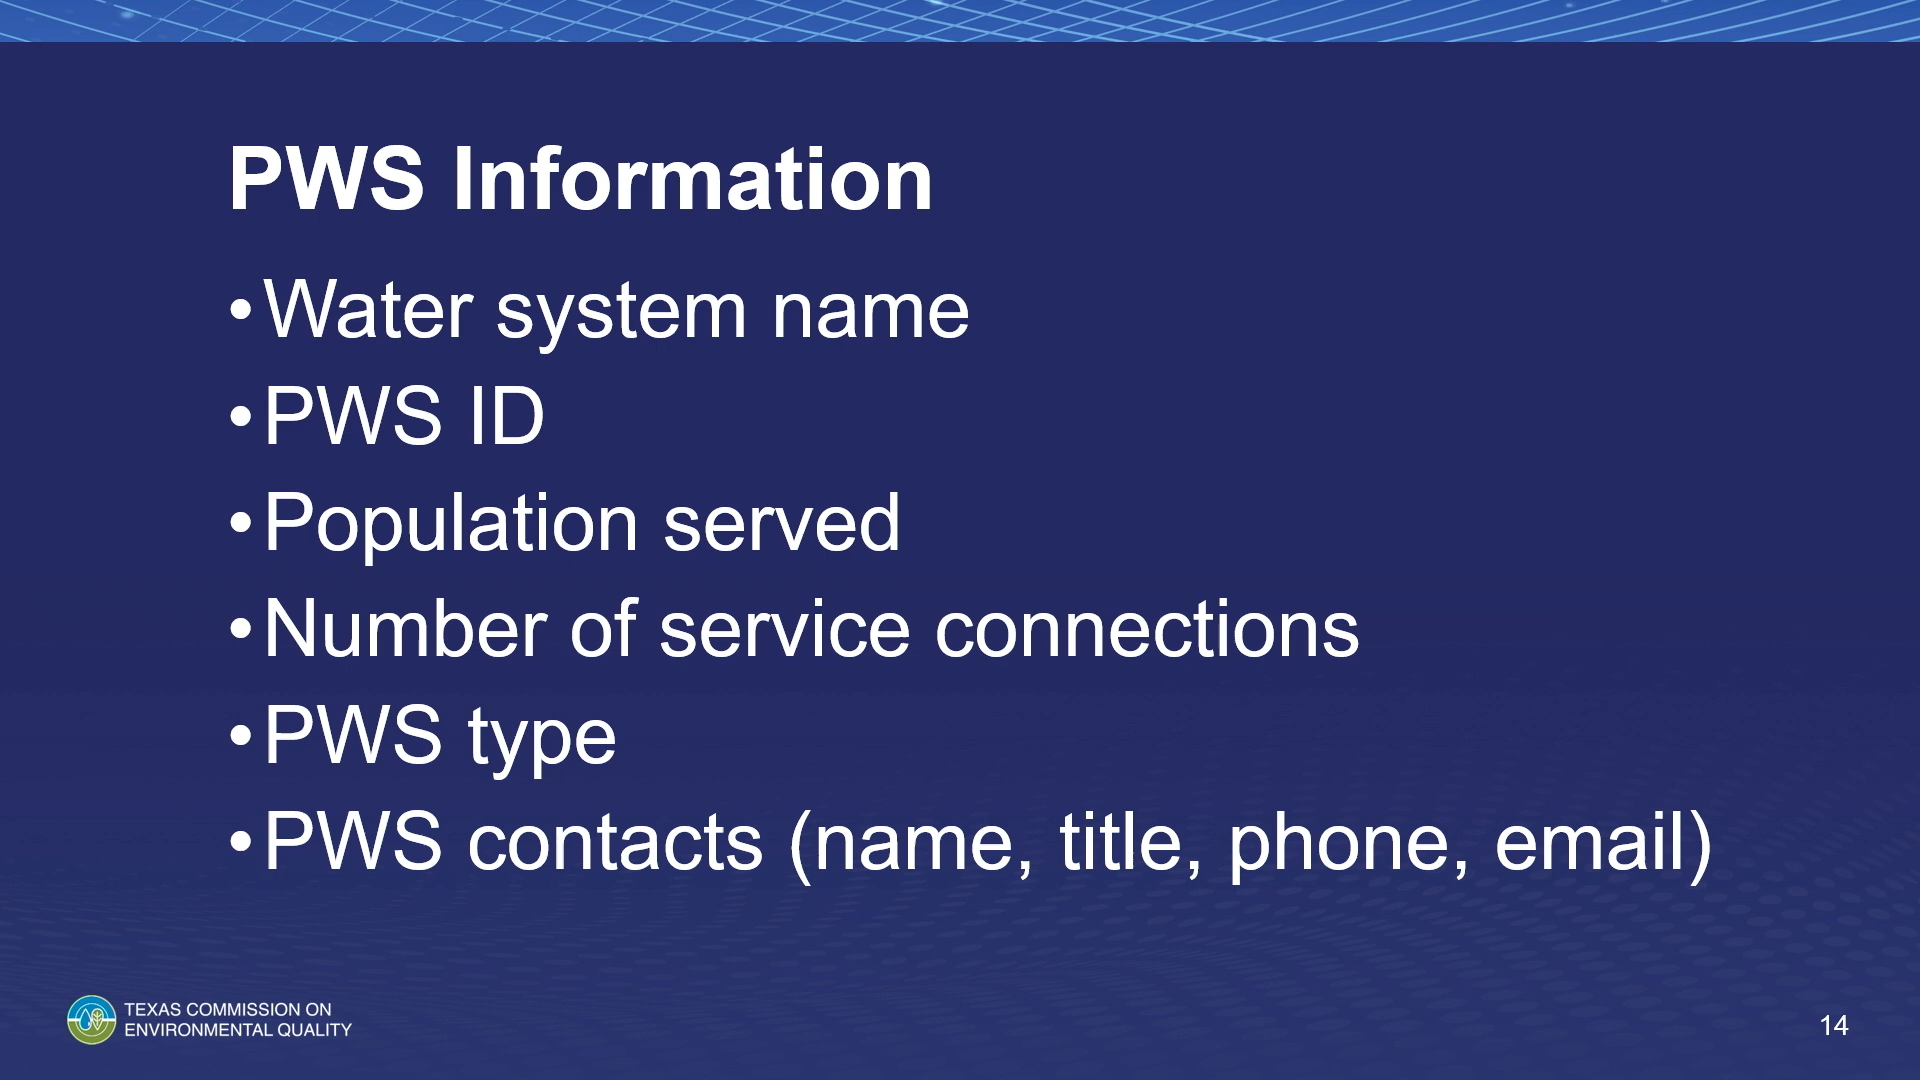 PWS Information
•Water system name
•PWS ID
•Population served
•Number of service connections
•PWS type
•PWS contacts (name, title, phone, email)
TEXAS COMMISSION ON
ENVIRONMENTAL QUALITY
14